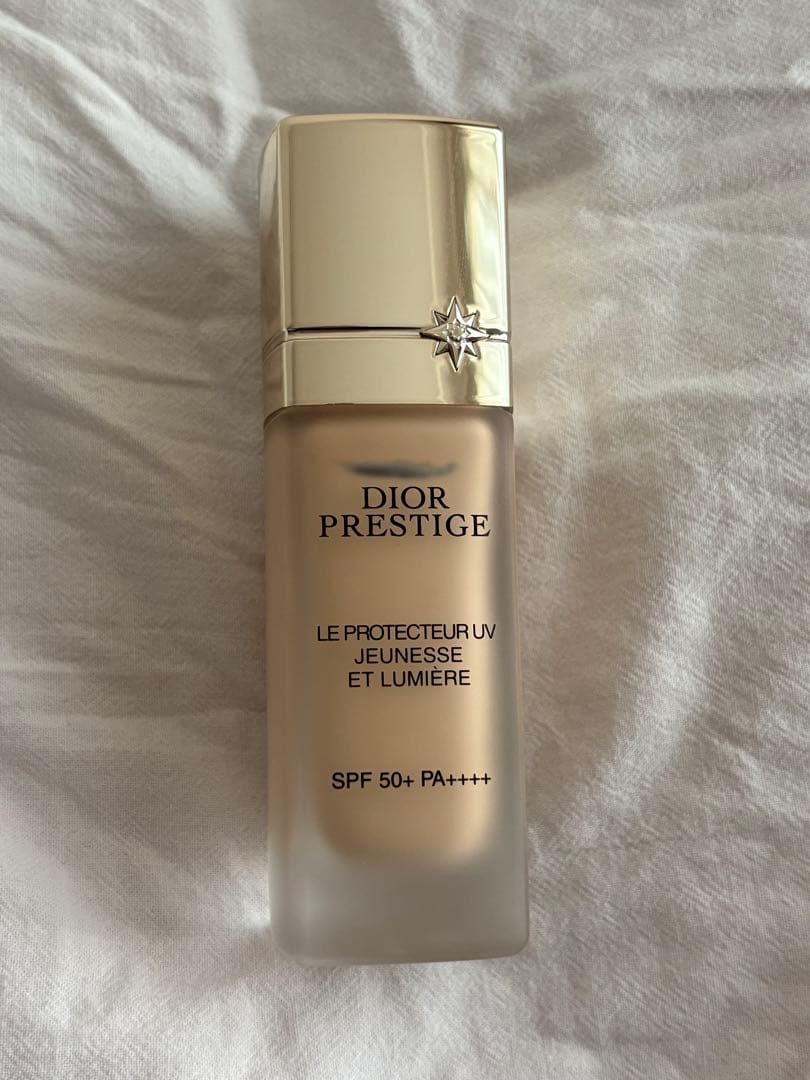 DIOR
PRESTIGE
LE PROTECTEUR UV
JEUNESSE
ET LUMIÈRE
SPF 50+ PA++++